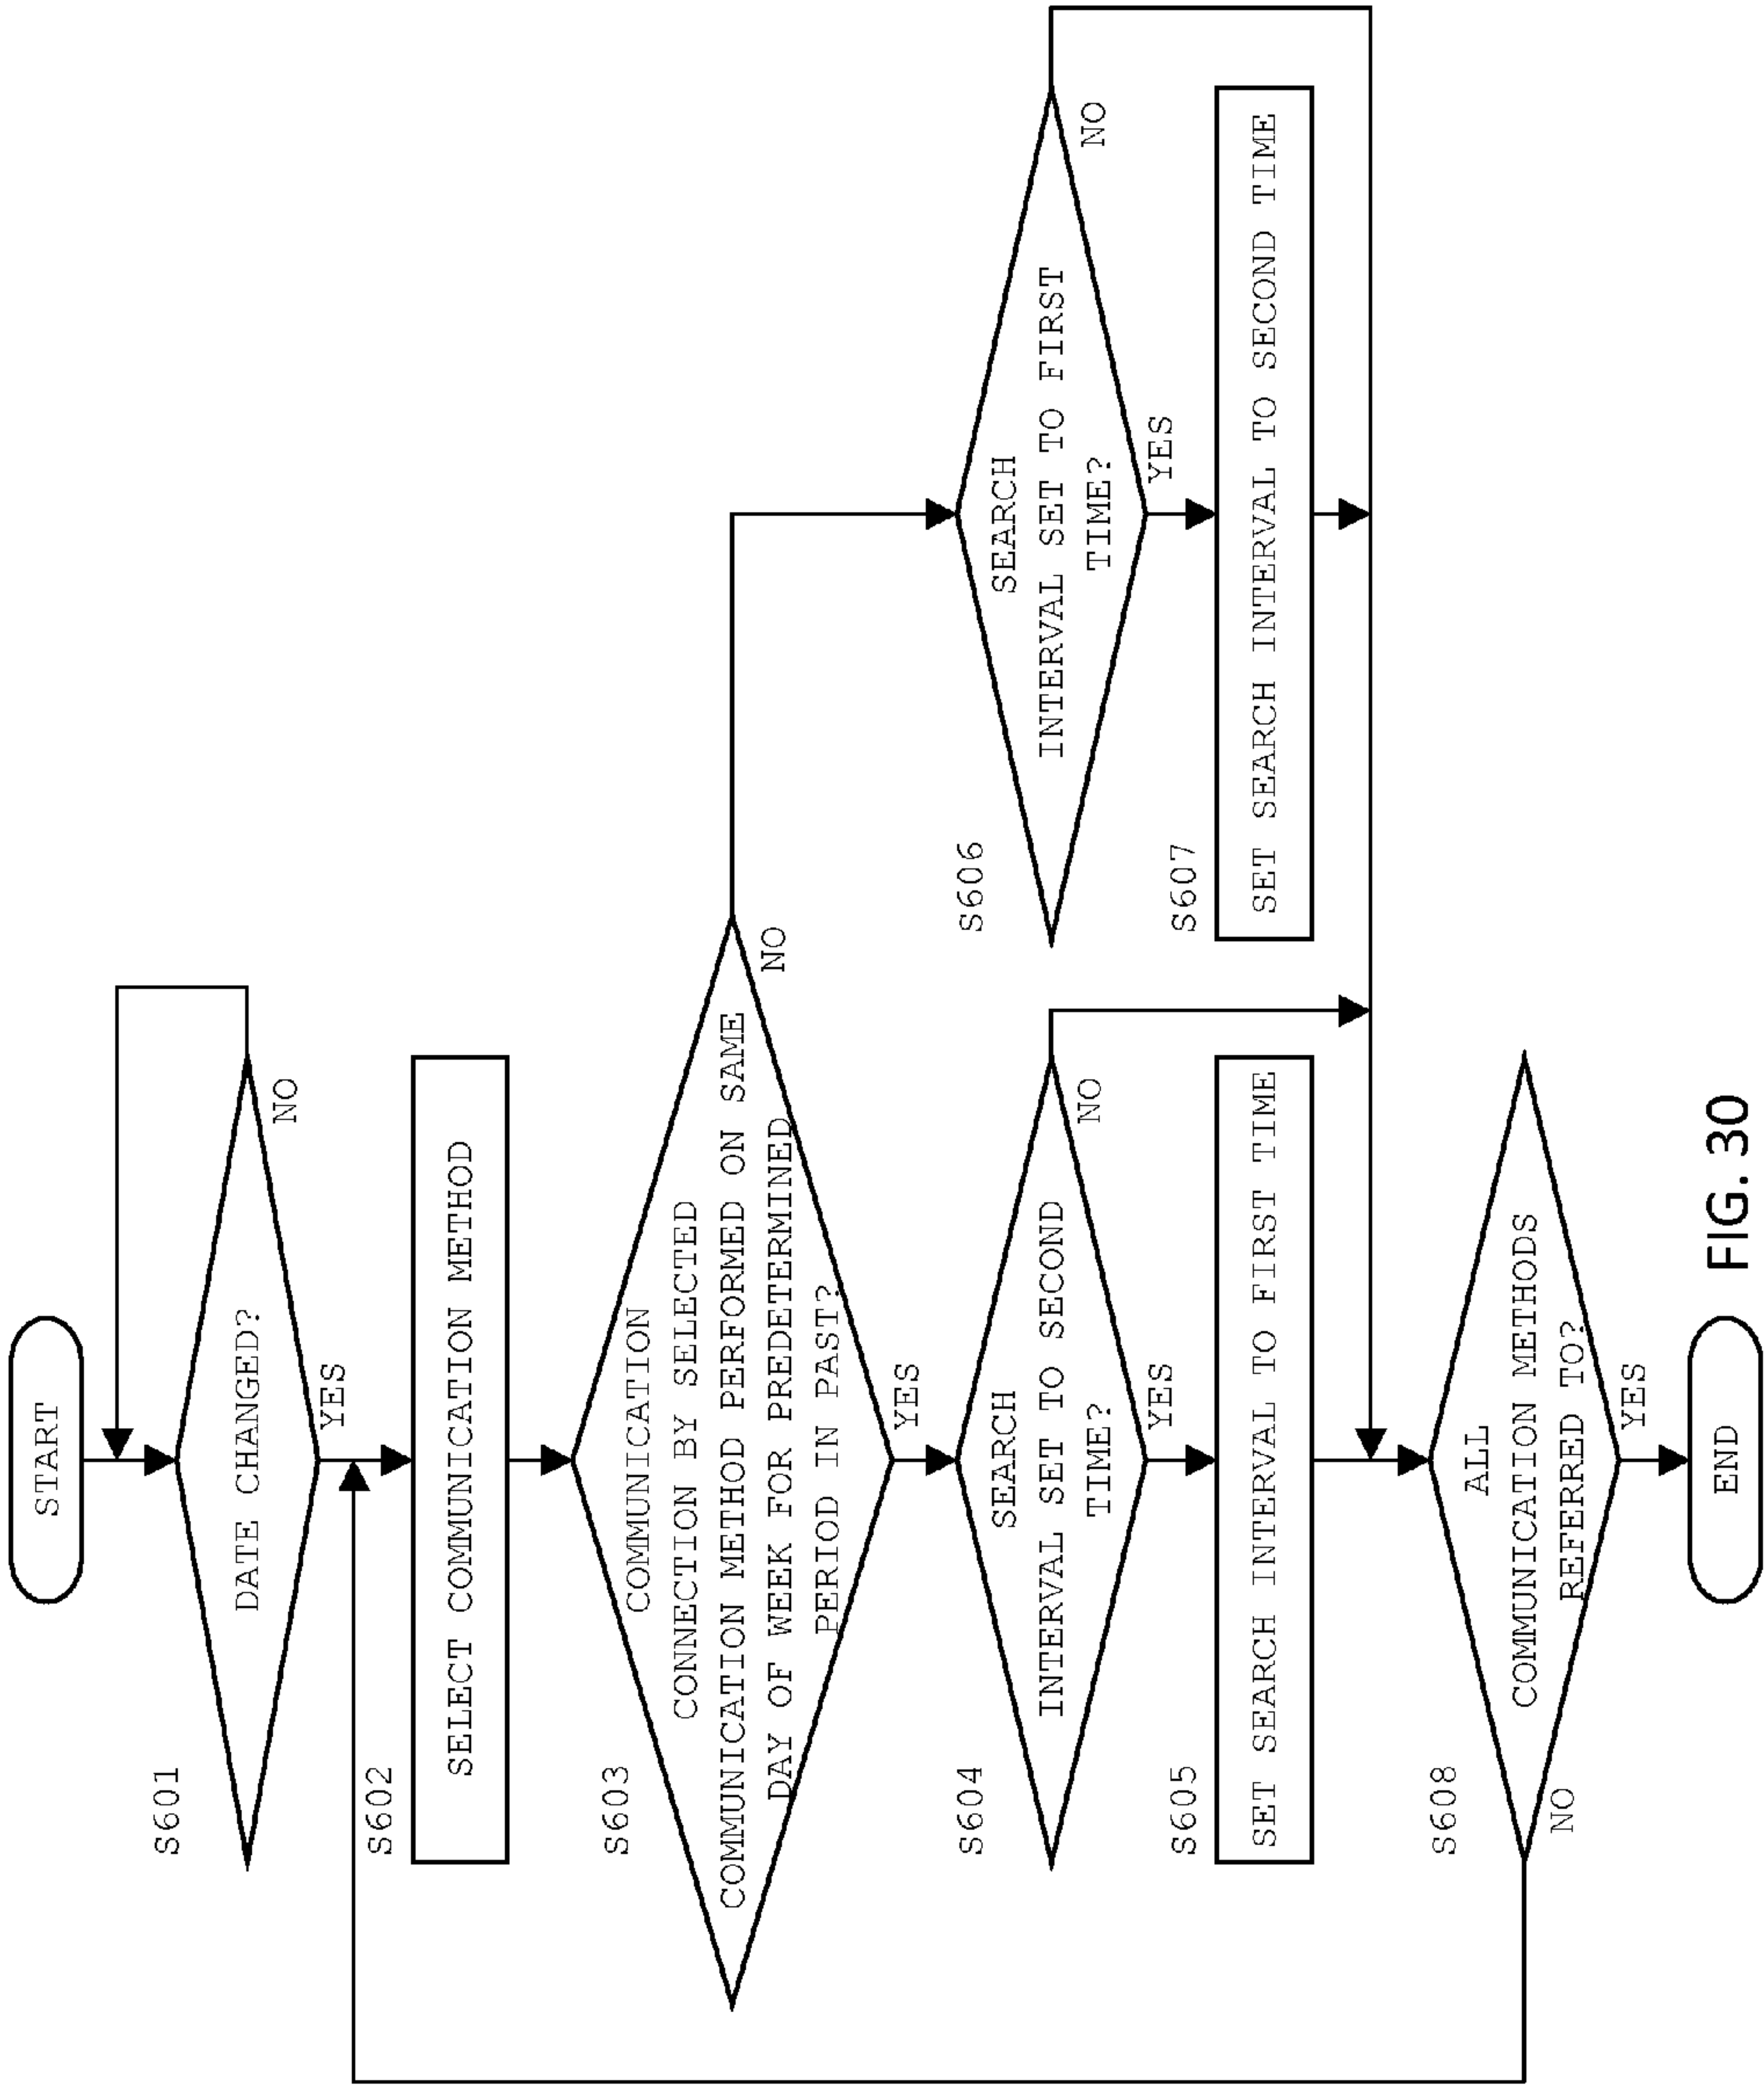 START
S601
DATE CHANGED?
NO
YES
S602
SELECT COMMUNICATION METHOD
S603
COMMUNICATION
CONNECTION BY SELECTED
COMMUNICATION METHOD PERFORMED ON SAME
DAY OF WEEK FOR PREDETERMINED
PERIOD IN PAST?
NO
YES
S604
SEARCH
INTERVAL SET TO SECOND
TIME?
NO
YES
S606
SEARCH
INTERVAL SET TO FIRST
TIME?
NO
YES
S605
SET SEARCH INTERVAL TO FIRST TIME
S607
SET SEARCH INTERVAL TO SECOND TIME
S608
ALL
COMMUNICATION METHODS
REFERRED TO?
NO
YES
END
FIG. 30